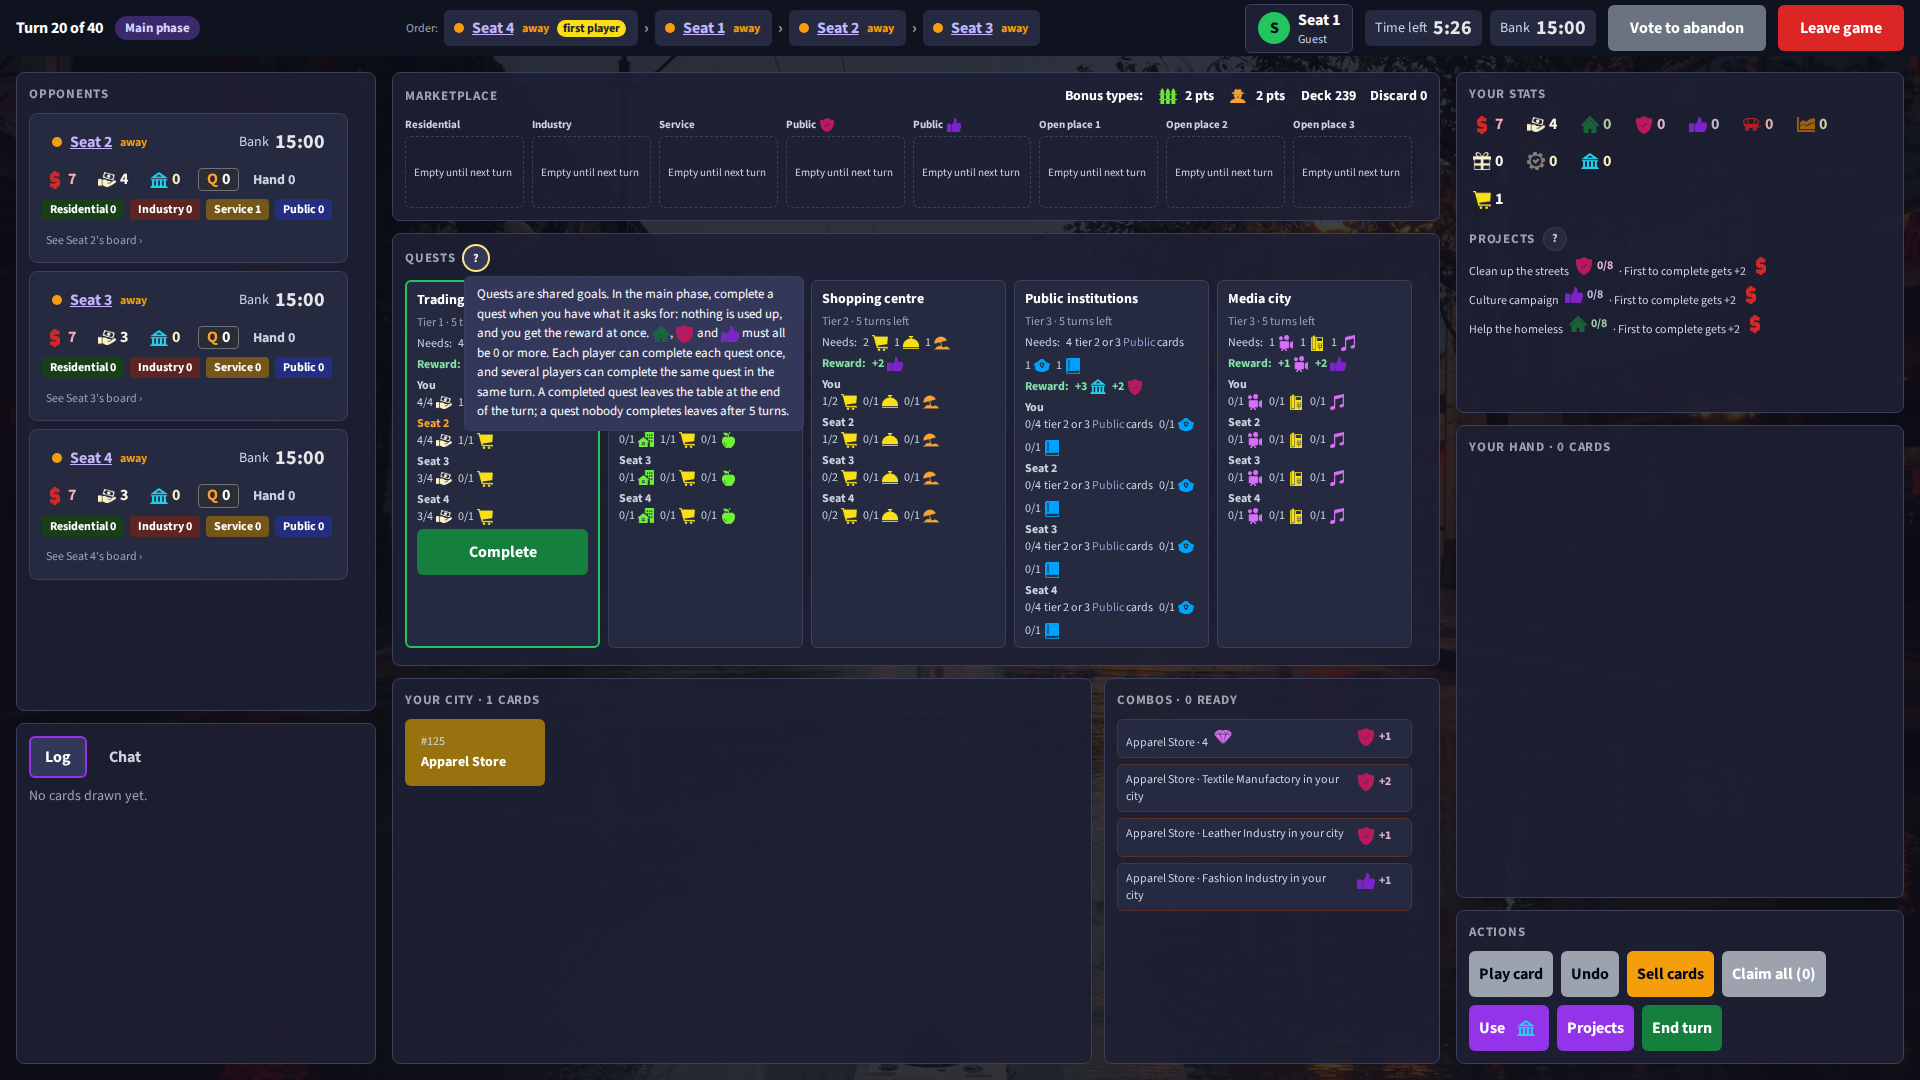 Turn 20 of 40 Main phase
Order: Seat 4 away first player › Seat 1 away › Seat 2 away › Seat 3 away
S Seat 1 Guest
Time left 5:26
Bank 15:00
Vote to abandon
Leave game
OPPONENTS
Seat 2 away Bank 15:00
7 4 0 Q 0 Hand 0
Residential 0 Industry 0 Service 1 Public 0
See Seat 2's board ›
Seat 3 away Bank 15:00
7 3 0 Q 0 Hand 0
Residential 0 Industry 0 Service 0 Public 0
See Seat 3's board ›
Seat 4 away Bank 15:00
7 3 0 Q 0 Hand 0
Residential 0 Industry 0 Service 0 Public 0
See Seat 4's board ›
Log Chat
No cards drawn yet.
MARKETPLACE
Bonus types: 2 pts 2 pts Deck 239 Discard 0
Residential Industry Service Public Public Open place 1 Open place 2 Open place 3
Empty until next turn Empty until next turn Empty until next turn Empty until next turn Empty until next turn Empty until next turn Empty until next turn Empty until next turn
QUESTS ?
Quests are shared goals. In the main phase, complete a
quest when you have what it asks for: nothing is used up,
and you get the reward at once. , and must all
be 0 or more. Each player can complete each quest once,
and several players can complete the same quest in the
same turn. A completed quest leaves the table at the end
of the turn; a quest nobody completes leaves after 5 turns.
Trading
Tier 1 · 5 t
Needs: 4
Reward:
You
4/4 1
Seat 2
4/4 1/1
Seat 3
3/4 0/1
Seat 4
3/4 0/1
Complete
0/1 1/1 0/1
Seat 3
0/1 0/1 0/1
Seat 4
0/1 0/1 0/1
Shopping centre
Tier 2 · 5 turns left
Needs: 2 1 1
Reward: +2
You
1/2 0/1 0/1
Seat 2
1/2 0/1 0/1
Seat 3
0/2 0/1 0/1
Seat 4
0/2 0/1 0/1
Public institutions
Tier 3 · 5 turns left
Needs: 4 tier 2 or 3 Public cards
1 1
Reward: +3 +2
You
0/4 tier 2 or 3 Public cards 0/1
0/1
Seat 2
0/4 tier 2 or 3 Public cards 0/1
0/1
Seat 3
0/4 tier 2 or 3 Public cards 0/1
0/1
Seat 4
0/4 tier 2 or 3 Public cards 0/1
0/1
Media city
Tier 3 · 5 turns left
Needs: 1 1 1
Reward: +1 +2
You
0/1 0/1 0/1
Seat 2
0/1 0/1 0/1
Seat 3
0/1 0/1 0/1
Seat 4
0/1 0/1 0/1
YOUR CITY · 1 CARDS
#125
Apparel Store
COMBOS · 0 READY
Apparel Store · 4 +1
Apparel Store · Textile Manufactory in your +2
city
Apparel Store · Leather Industry in your city +1
Apparel Store · Fashion Industry in your +1
city
YOUR STATS
7 4 0 0 0 0 0
0 0 0
1
PROJECTS ?
Clean up the streets 0/8 · First to complete gets +2
Culture campaign 0/8 · First to complete gets +2
Help the homeless 0/8 · First to complete gets +2
YOUR HAND · 0 CARDS
ACTIONS
Play card Undo Sell cards Claim all (0)
Use Projects End turn